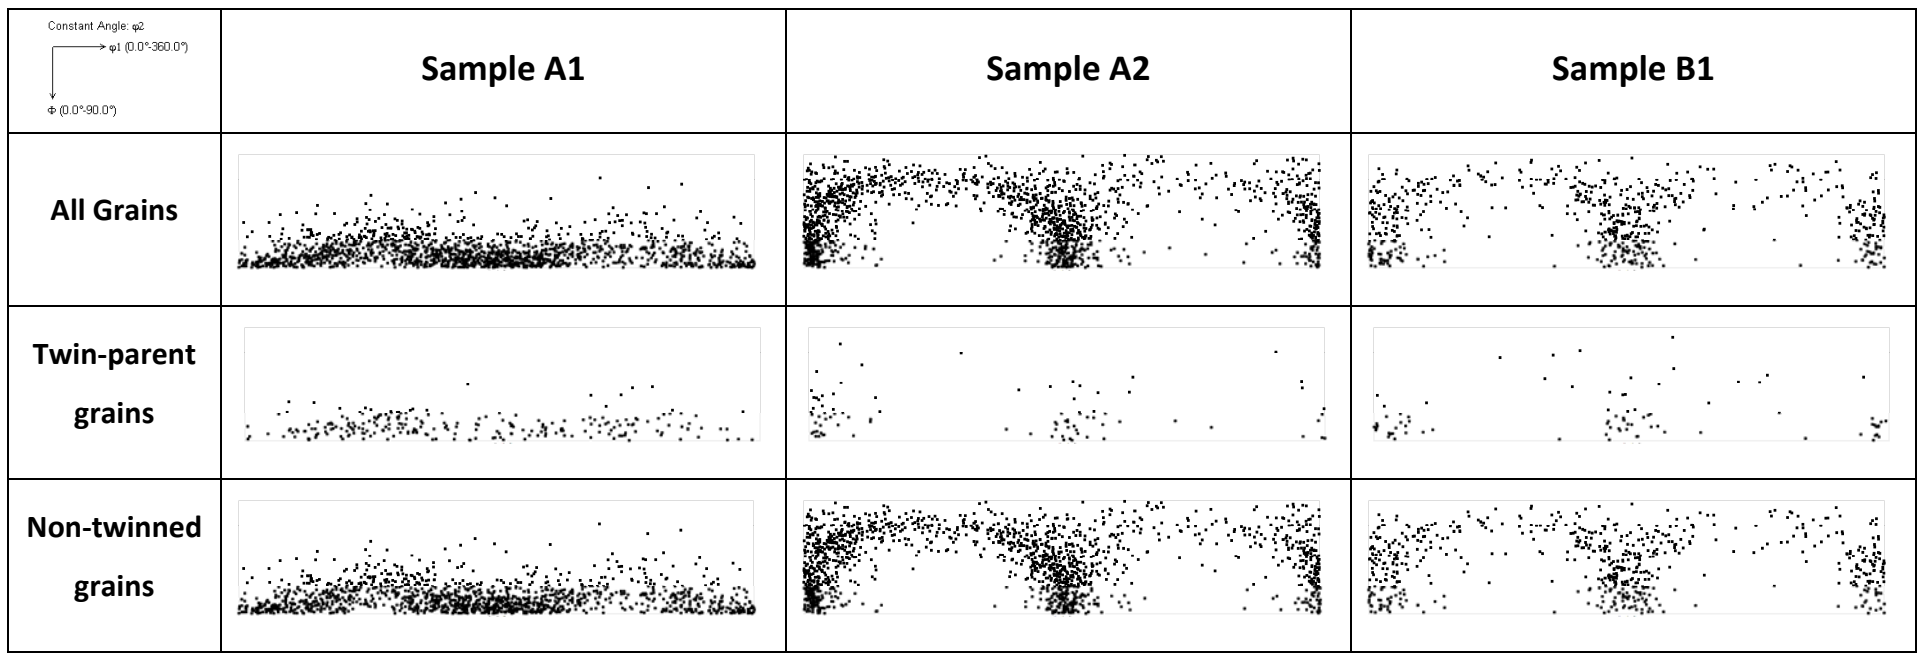 Constant Angle: φ2
φ1 (0.0°-360.0°)
Φ (0.0°-90.0°)
Sample A1
Sample A2
Sample B1
All Grains
Twin-parent
grains
Non-twinned
grains